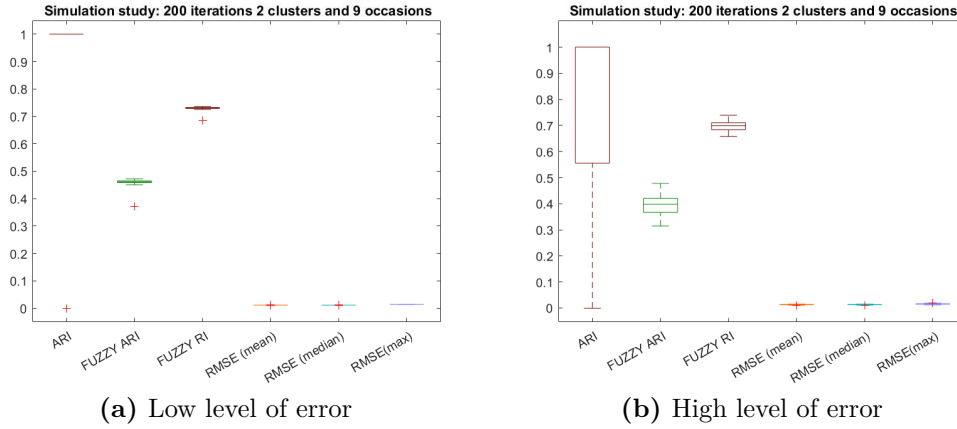 Simulation study: 200 iterations 2 clusters and 9 occasions
1
0.9
0.8
0.7
0.6
0.5
0.4
0.3
0.2
0.1
0
ARI
FUZZY ARI
FUZZY RI
RMSE (mean)
RMSE (median)
RMSE(max)
(a) Low level of error
Simulation study: 200 iterations 2 clusters and 9 occasions
1
0.9
0.8
0.7
0.6
0.5
0.4
0.3
0.2
0.1
0
ARI
FUZZY ARI
FUZZY RI
RMSE (mean)
RMSE (median)
RMSE(max)
(b) High level of error